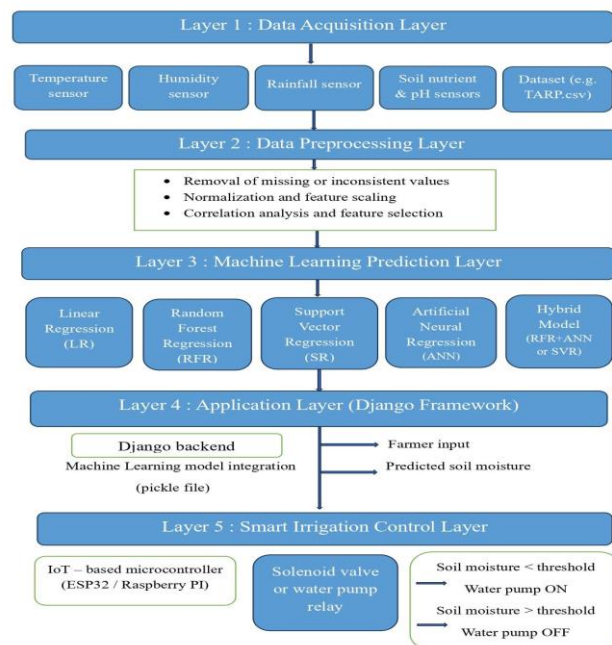 Layer 1 : Data Acquisition Layer
Temperature
sensor
Humidity
sensor
Rainfall sensor
Soil nutrient
& pH sensors
Dataset (e.g.
TARP.csv)
Layer 2 : Data Preprocessing Layer
• Removal of missing or inconsistent values
• Normalization and feature scaling
• Correlation analysis and feature selection
Layer 3 : Machine Learning Prediction Layer
Linear
Regression
(LR)
Random
Forest
Regression
(RFR)
Support
Vector
Regression
(SR)
Artificial
Neural
Regression
(ANN)
Hybrid
Model
(RFR+ANN
or SVR)
Layer 4 : Application Layer (Django Framework)
Django backend
Machine Learning model integration
(pickle file)
Farmer input
Predicted soil moisture
Layer 5 : Smart Irrigation Control Layer
IoT – based microcontroller
(ESP32 / Raspberry PI)
Solenoid valve
or water pump
relay
Soil moisture < threshold
Water pump ON
Soil moisture > threshold
Water pump OFF